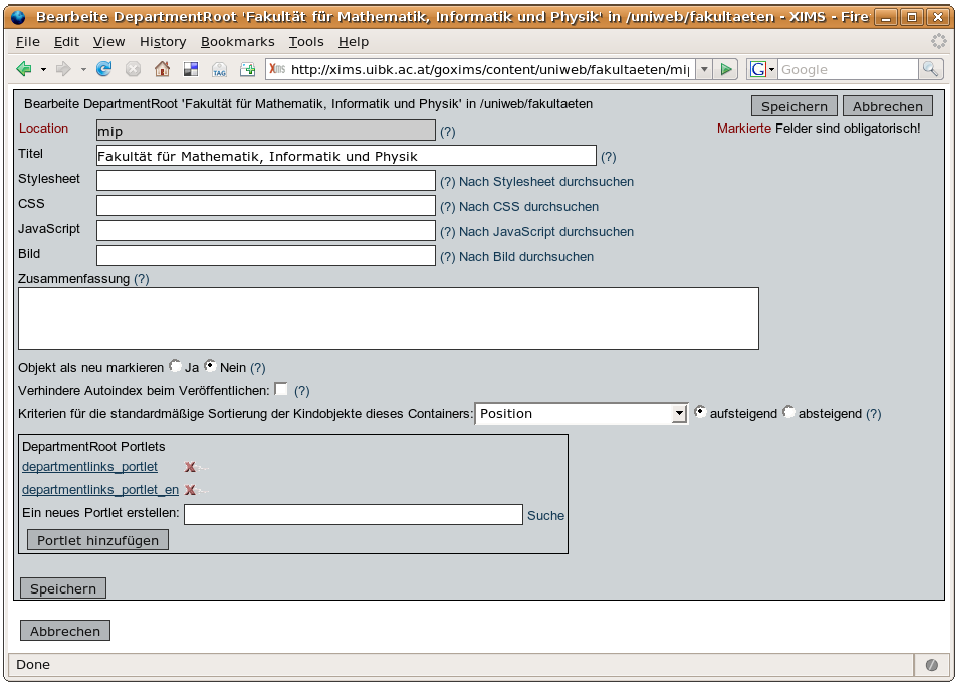 Bearbeite DepartmentRoot 'Fakultät für Mathematik, Informatik und Physik' in /uniweb/fakultaeten - XIMS - Fire
File Edit View History Bookmarks Tools Help
TAG XIMS http://xims.uibk.ac.at/goxims/content/uniweb/fakultaeten/mip G Google
Bearbeite DepartmentRoot 'Fakultät für Mathematik, Informatik und Physik' in /uniweb/fakultaeten Speichern Abbrechen
Location mip (?) Markierte Felder sind obligatorisch!
Titel Fakultät für Mathematik, Informatik und Physik (?)
Stylesheet (?) Nach Stylesheet durchsuchen
CSS (?) Nach CSS durchsuchen
JavaScript (?) Nach JavaScript durchsuchen
Bild (?) Nach Bild durchsuchen
Zusammenfassung (?)
Objekt als neu markieren Ja Nein (?)
Verhindere Autoindex beim Veröffentlichen: (?)
Kriterien für die standardmäßige Sortierung der Kindobjekte dieses Containers: Position aufsteigend absteigend (?)
DepartmentRoot Portlets
departmentlinks_portlet
departmentlinks_portlet_en
Ein neues Portlet erstellen: Suche
Portlet hinzufügen
Speichern
Abbrechen
Done